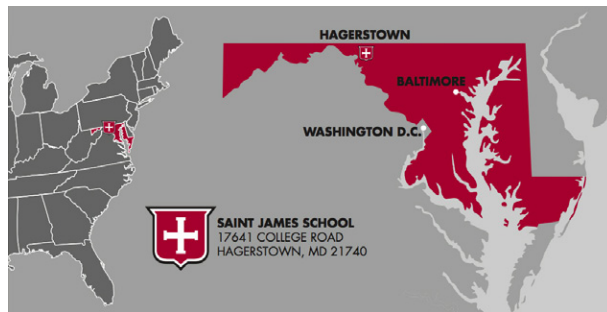 HAGERSTOWN
BALTIMORE
WASHINGTON D.C.
SAINT JAMES SCHOOL
17641 COLLEGE ROAD
HAGERSTOWN, MD 21740